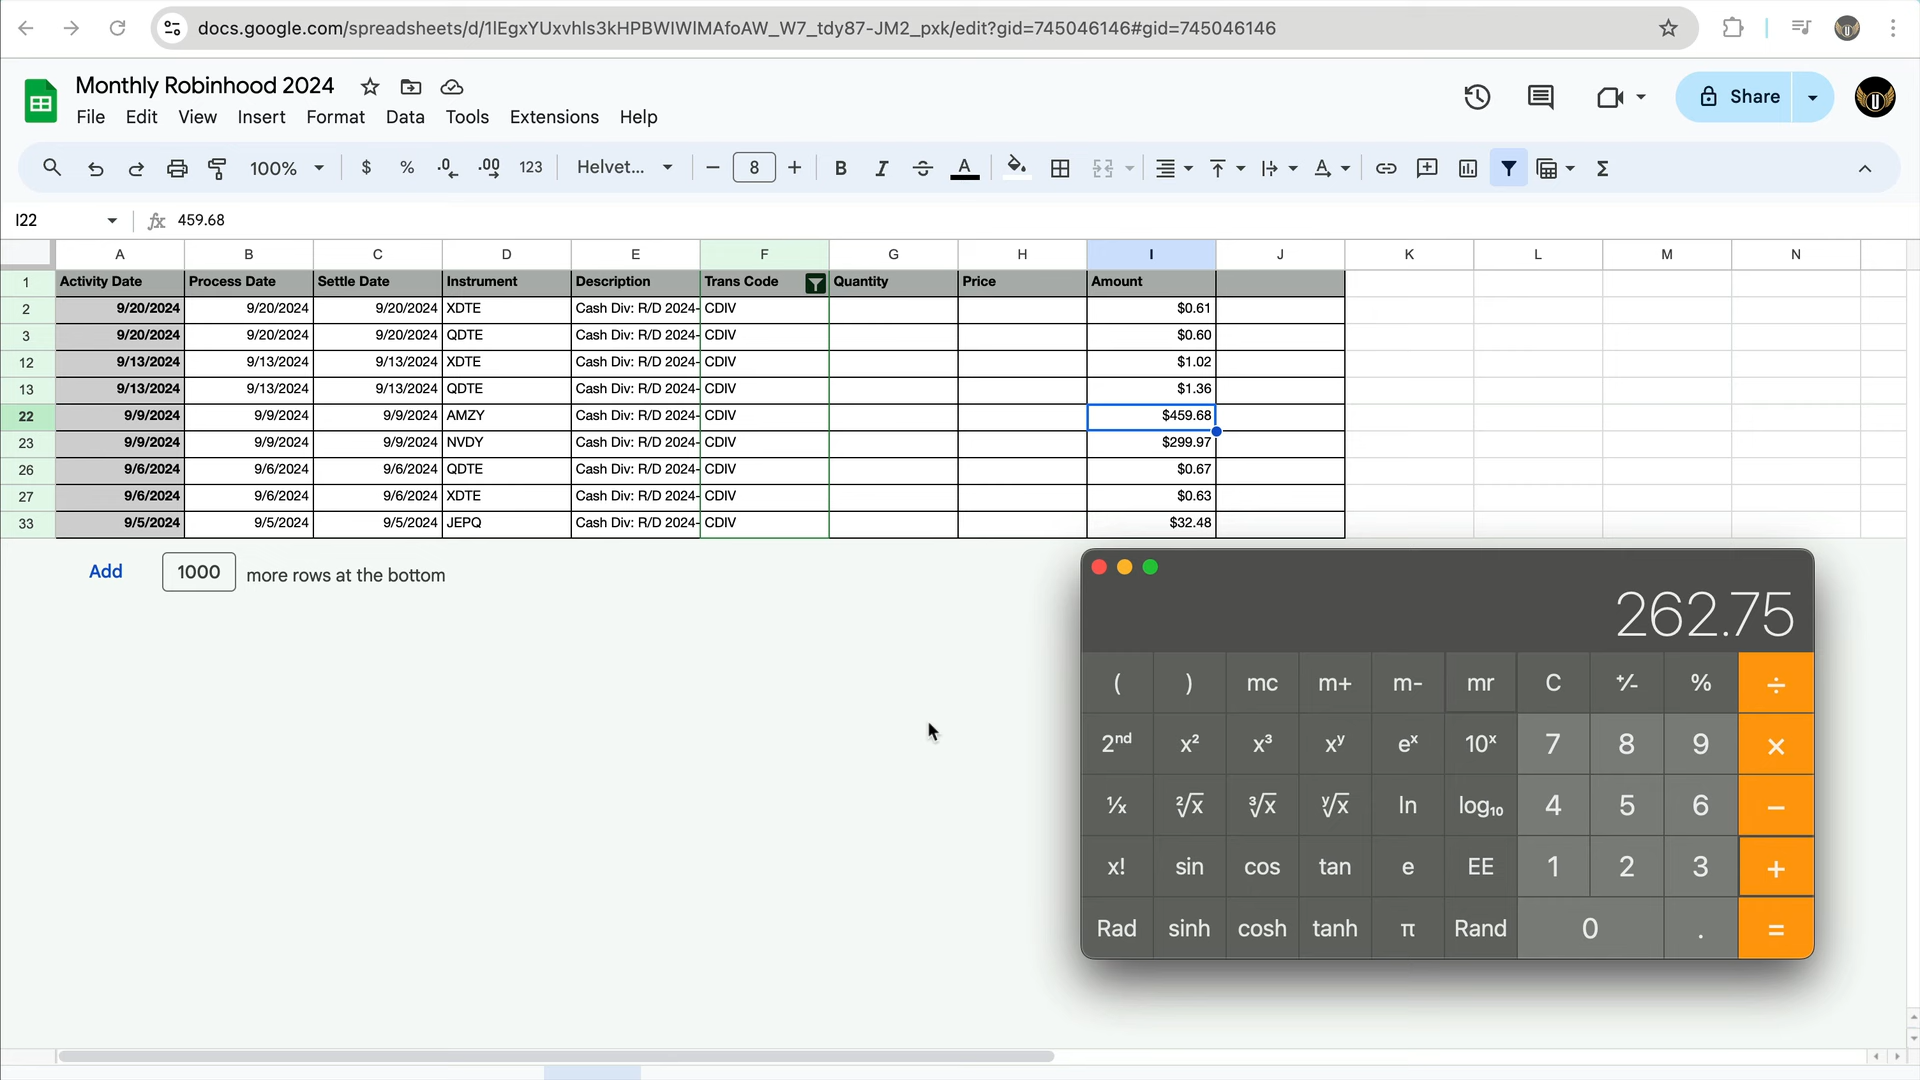 docs.google.com/spreadsheets/d/1lEgxYUxvhls3kHPBWIWlMAfoAW_W7_tdy87-JM2_pxk/edit?gid=745046146#gid=745046146
Monthly Robinhood 2024
File Edit View Insert Format Data Tools Extensions Help
Share
100% $ % .0 .00 123 Helvet... 8 B I A A Σ
I22 fx 459.68
A B C D E F G H I J K L M N
1 Activity Date Process Date Settle Date Instrument Description Trans Code Quantity Price Amount
2 9/20/2024 9/20/2024 9/20/2024 XDTE Cash Div: R/D 2024- CDIV $0.61
3 9/20/2024 9/20/2024 9/20/2024 QDTE Cash Div: R/D 2024- CDIV $0.60
12 9/13/2024 9/13/2024 9/13/2024 XDTE Cash Div: R/D 2024- CDIV $1.02
13 9/13/2024 9/13/2024 9/13/2024 QDTE Cash Div: R/D 2024- CDIV $1.36
22 9/9/2024 9/9/2024 9/9/2024 AMZY Cash Div: R/D 2024- CDIV $459.68
23 9/9/2024 9/9/2024 9/9/2024 NVDY Cash Div: R/D 2024- CDIV $299.97
26 9/6/2024 9/6/2024 9/6/2024 QDTE Cash Div: R/D 2024- CDIV $0.67
27 9/6/2024 9/6/2024 9/6/2024 XDTE Cash Div: R/D 2024- CDIV $0.63
33 9/5/2024 9/5/2024 9/5/2024 JEPQ Cash Div: R/D 2024- CDIV $32.48
Add 1000 more rows at the bottom
262.75
( ) mc m+ m- mr C +/- % ÷
2nd x² x³ xʸ eˣ 10ˣ 7 8 9 ×
1/x ²√x ³√x ʸ√x ln log₁₀ 4 5 6 −
x! sin cos tan e EE 1 2 3 +
Rad sinh cosh tanh π Rand 0 . =